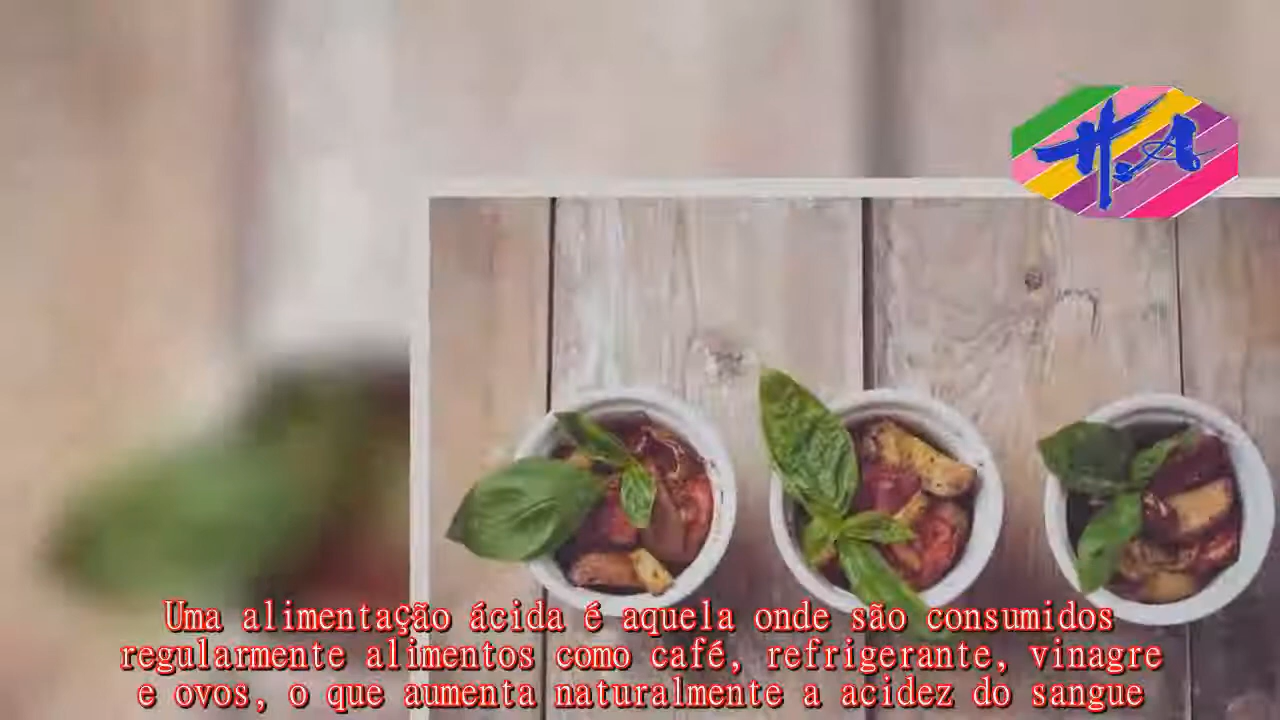 H.A
Uma alimentação ácida é aquela onde são consumidos
regularmente alimentos como café, refrigerante, vinagre
e ovos, o que aumenta naturalmente a acidez do sangue